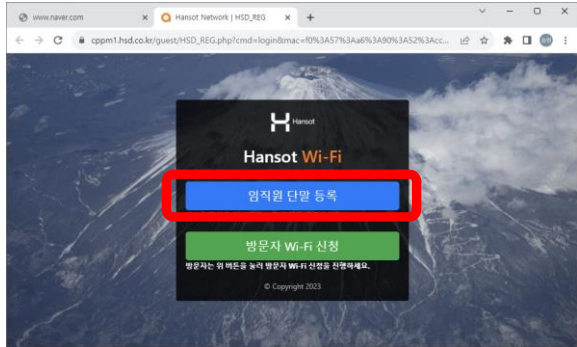 www.naver.com
Hansot Network | HSD_REG
cppm1.hsd.co.kr/guest/HSD_REG.php?cmd=login&mac=f0%3A57%3Aa6%3A90%3A52%3Acc...
Hansot
Hansot Wi-Fi
임직원 단말 등록
방문자 Wi-Fi 신청
방문자는 위 버튼을 눌러 방문자 Wi-Fi 신청을 진행하세요.
© Copyright 2023